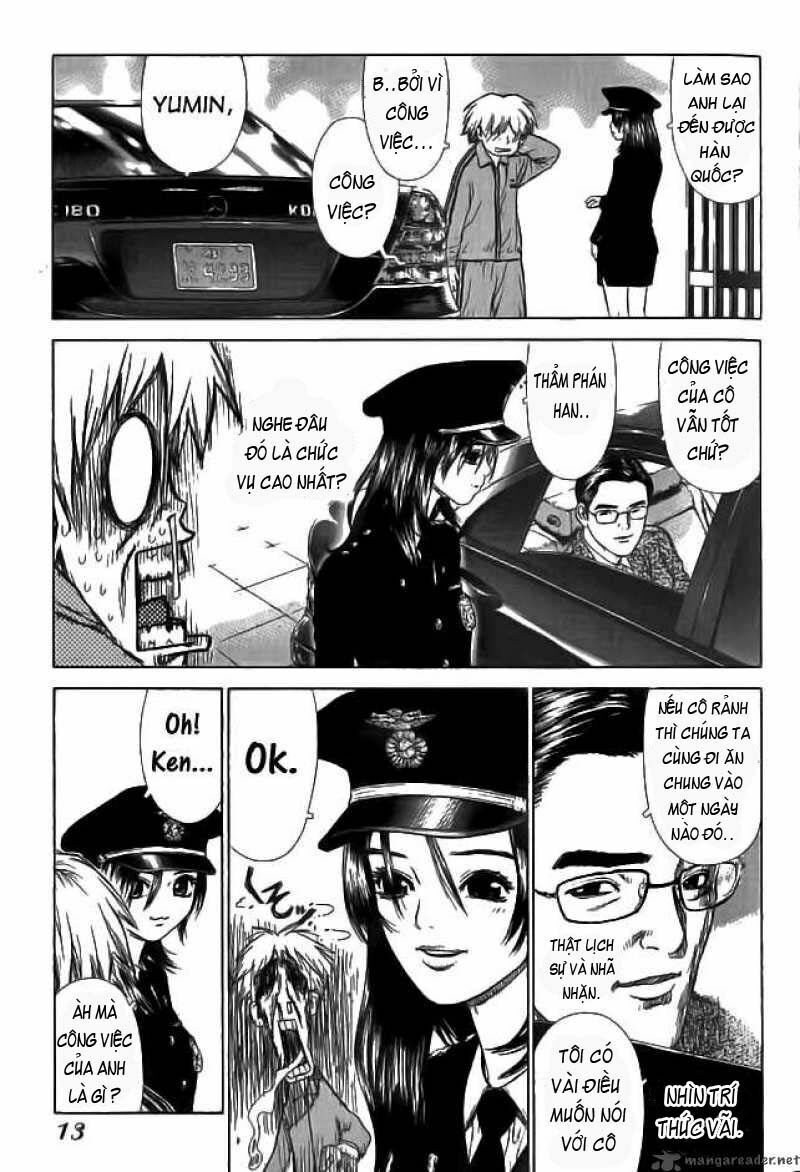 LÀM SAO
ANH LẠI
ĐẾN ĐƯỢC
HÀN
QUỐC?
B..BỞI VÌ
CÔNG
VIỆC...
CÔNG
VIỆC?
YUMIN,
180
CÔNG VIỆC
CỦA CÔ
VẪN TỐT
CHỨ?
THẨM PHÁN
HAN..
NGHE ĐÂU
ĐÓ LÀ CHỨC
VỤ CAO NHẤT?
NẾU CÔ RẢNH
THÌ CHÚNG TA
CÙNG ĐI ĂN
CHUNG VÀO
MỘT NGÀY
NÀO ĐÓ..
THẬT LỊCH
SỰ VÀ NHÃ
NHẶN.
TÔI CÓ
VÀI ĐIỀU
MUỐN NÓI
VỚI CÔ
NHÌN TRÍ
THỨC VÃI.
Ok.
Oh!
Ken...
ÀH MÀ
CÔNG VIỆC
CỦA ANH
LÀ GÌ ?
13
mangareader.net